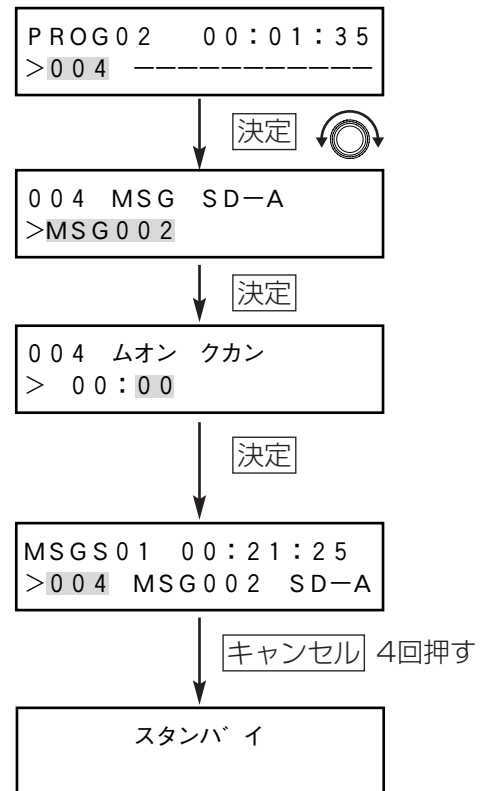 PROG02 00:01:35
>004 ———————————
決定
004 MSG SD—A
>MSG002
決定
004 ムオン クカン
> 00:00
決定
MSGS01 00:21:25
>004 MSG002 SD—A
キャンセル 4回押す
スタンバイ